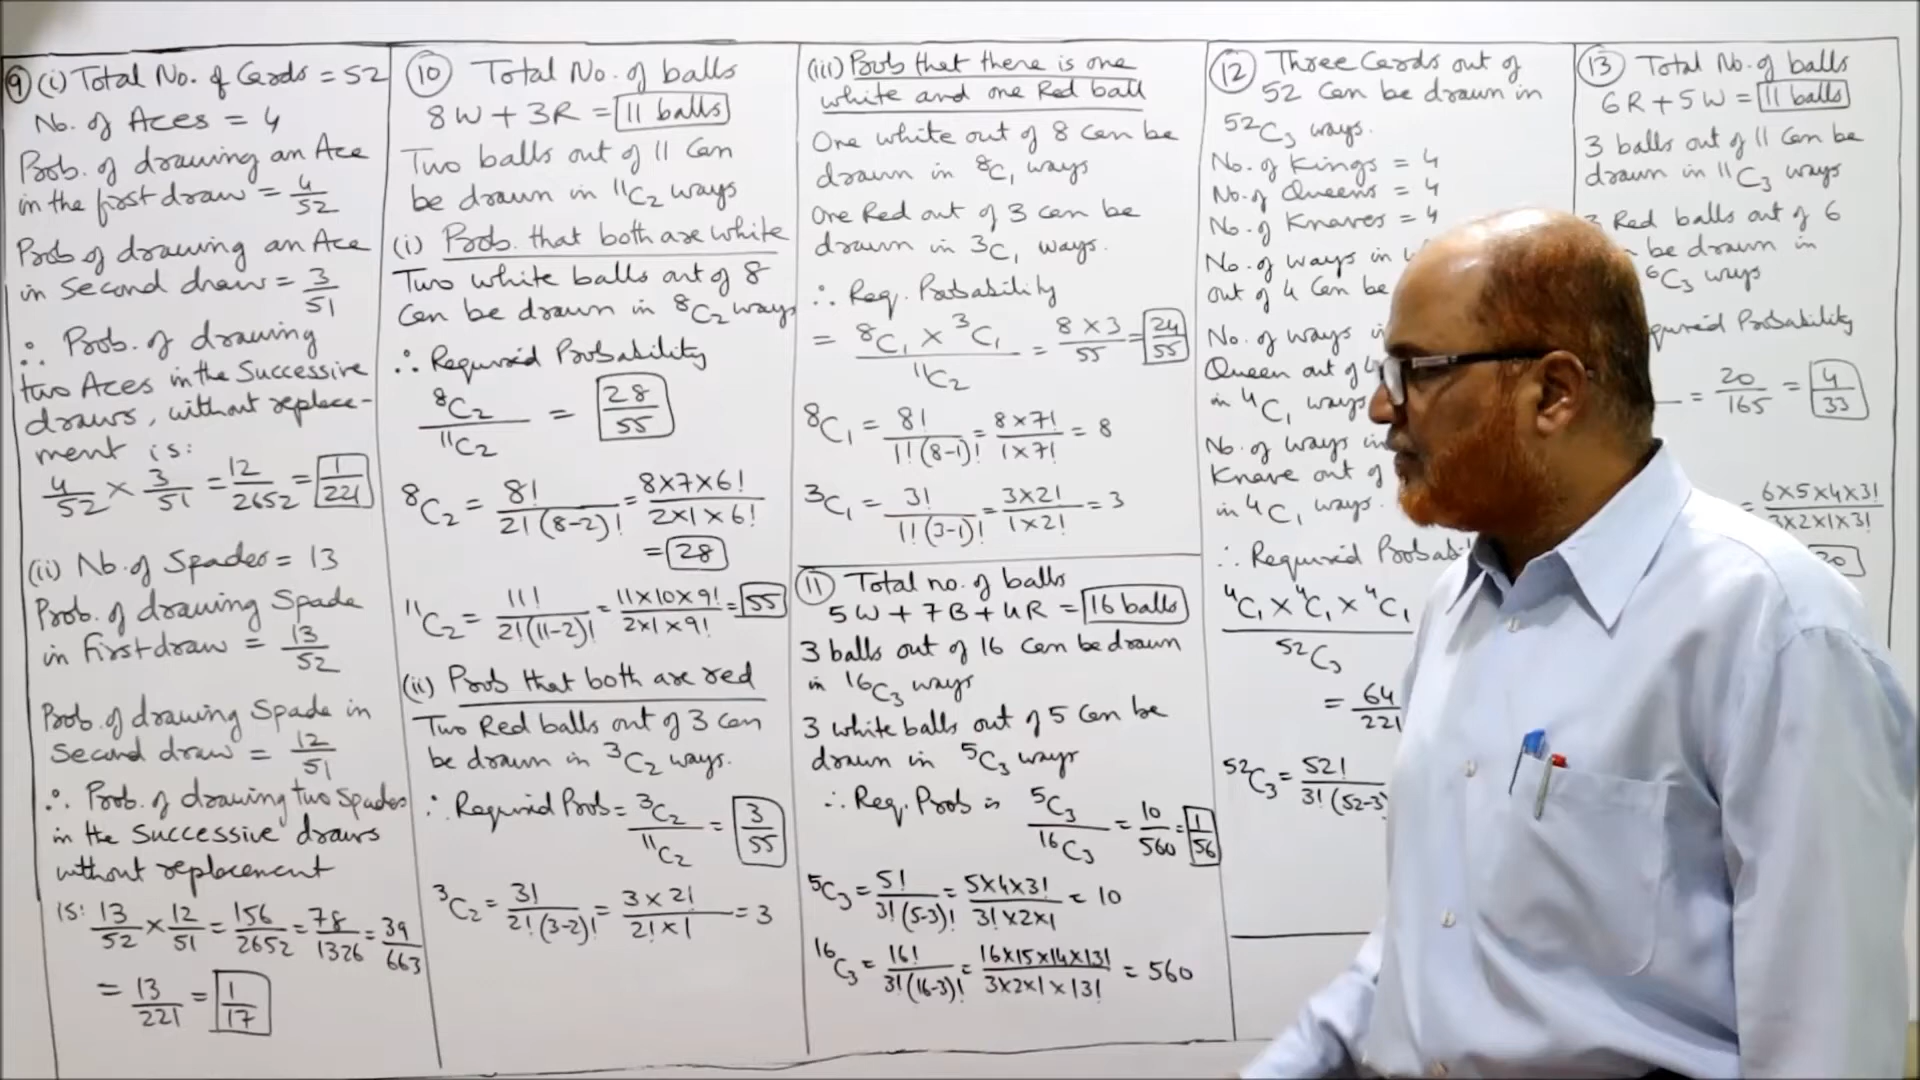 9 (i) Total No. of Cards = 52
No. of Aces = 4
Prob. of drawing an Ace
in the first draw = 4/52
Prob of drawing an Ace
in Second draw = 3/51
∴ Prob. of drawing
two Aces in the Successive
draws, without replace-
ment is:
4/52 × 3/51 = 12/2652 = 1/221
(ii) No. of Spades = 13
Prob. of drawing Spade
in First draw = 13/52
Prob. of drawing Spade in
Second draw = 12/51
∴ Prob. of drawing two Spades
in the Successive draws
without replacement
is: 13/52 × 12/51 = 156/2652 = 78/1326 = 39/663
= 13/221 = 1/17
10 Total No. of balls
8W + 3R = 11 balls
Two balls out of 11 Can
be drawn in 11C2 ways
(i) Prob. that both are white
Two white balls out of 8
Can be drawn in 8C2 ways
∴ Required Probability
8C2/11C2 = 28/55
8C2 = 8!/2!(8-2)! = 8×7×6!/2×1×6!
= 28
11C2 = 11!/2!(11-2)! = 11×10×9!/2×1×9! = 55
(ii) Prob that both are red
Two Red balls out of 3 can
be drawn in 3C2 ways.
∴ Required Prob = 3C2/11C2 = 3/55
3C2 = 3!/2!(3-2)! = 3×2!/2!×1 = 3
(iii) Prob that there is one
white and one Red ball
One white out of 8 can be
drawn in 8C1 ways
One Red out of 3 can be
drawn in 3C1 ways.
∴ Req. Probability
= 8C1 × 3C1/11C2 = 8×3/55 = 24/55
8C1 = 8!/1!(8-1)! = 8×7!/1×7! = 8
3C1 = 3!/1!(3-1)! = 3×2!/1×2! = 3
11 Total no. of balls
5W + 7B + 4R = 16 balls
3 balls out of 16 Can be drawn
in 16C3 ways
3 white balls out of 5 Can be
drawn in 5C3 ways
∴ Req. Prob is 5C3/16C3 = 10/560 = 1/56
5C3 = 5!/3!(5-3)! = 5×4×3!/3!×2×1 = 10
16C3 = 16!/3!(16-3)! = 16×15×14×13!/3×2×1×13! = 560
12 Three Cards out of
52 Can be drawn in
52C3 ways.
No. of Kings = 4
No. of Queens = 4
No. of Knaves = 4
No. of ways in
out of 4 Can be
No. of ways
Queen out of 4
in 4C1 ways
No. of ways in
Knave out of
in 4C1 ways.
∴ Required
4C1 × 4C1 × 4C1
52C3
= 64/221
52C3 = 52!/3!(52-3)
13 Total No. of balls
6R + 5W = 11 balls
3 balls out of 11 Can be
drawn in 11C3 ways
Red balls out of 6
be drawn in
6C3 ways
Probability
= 20/165 = 4/33
= 6×5×4×3!/3×2×1×3!
20